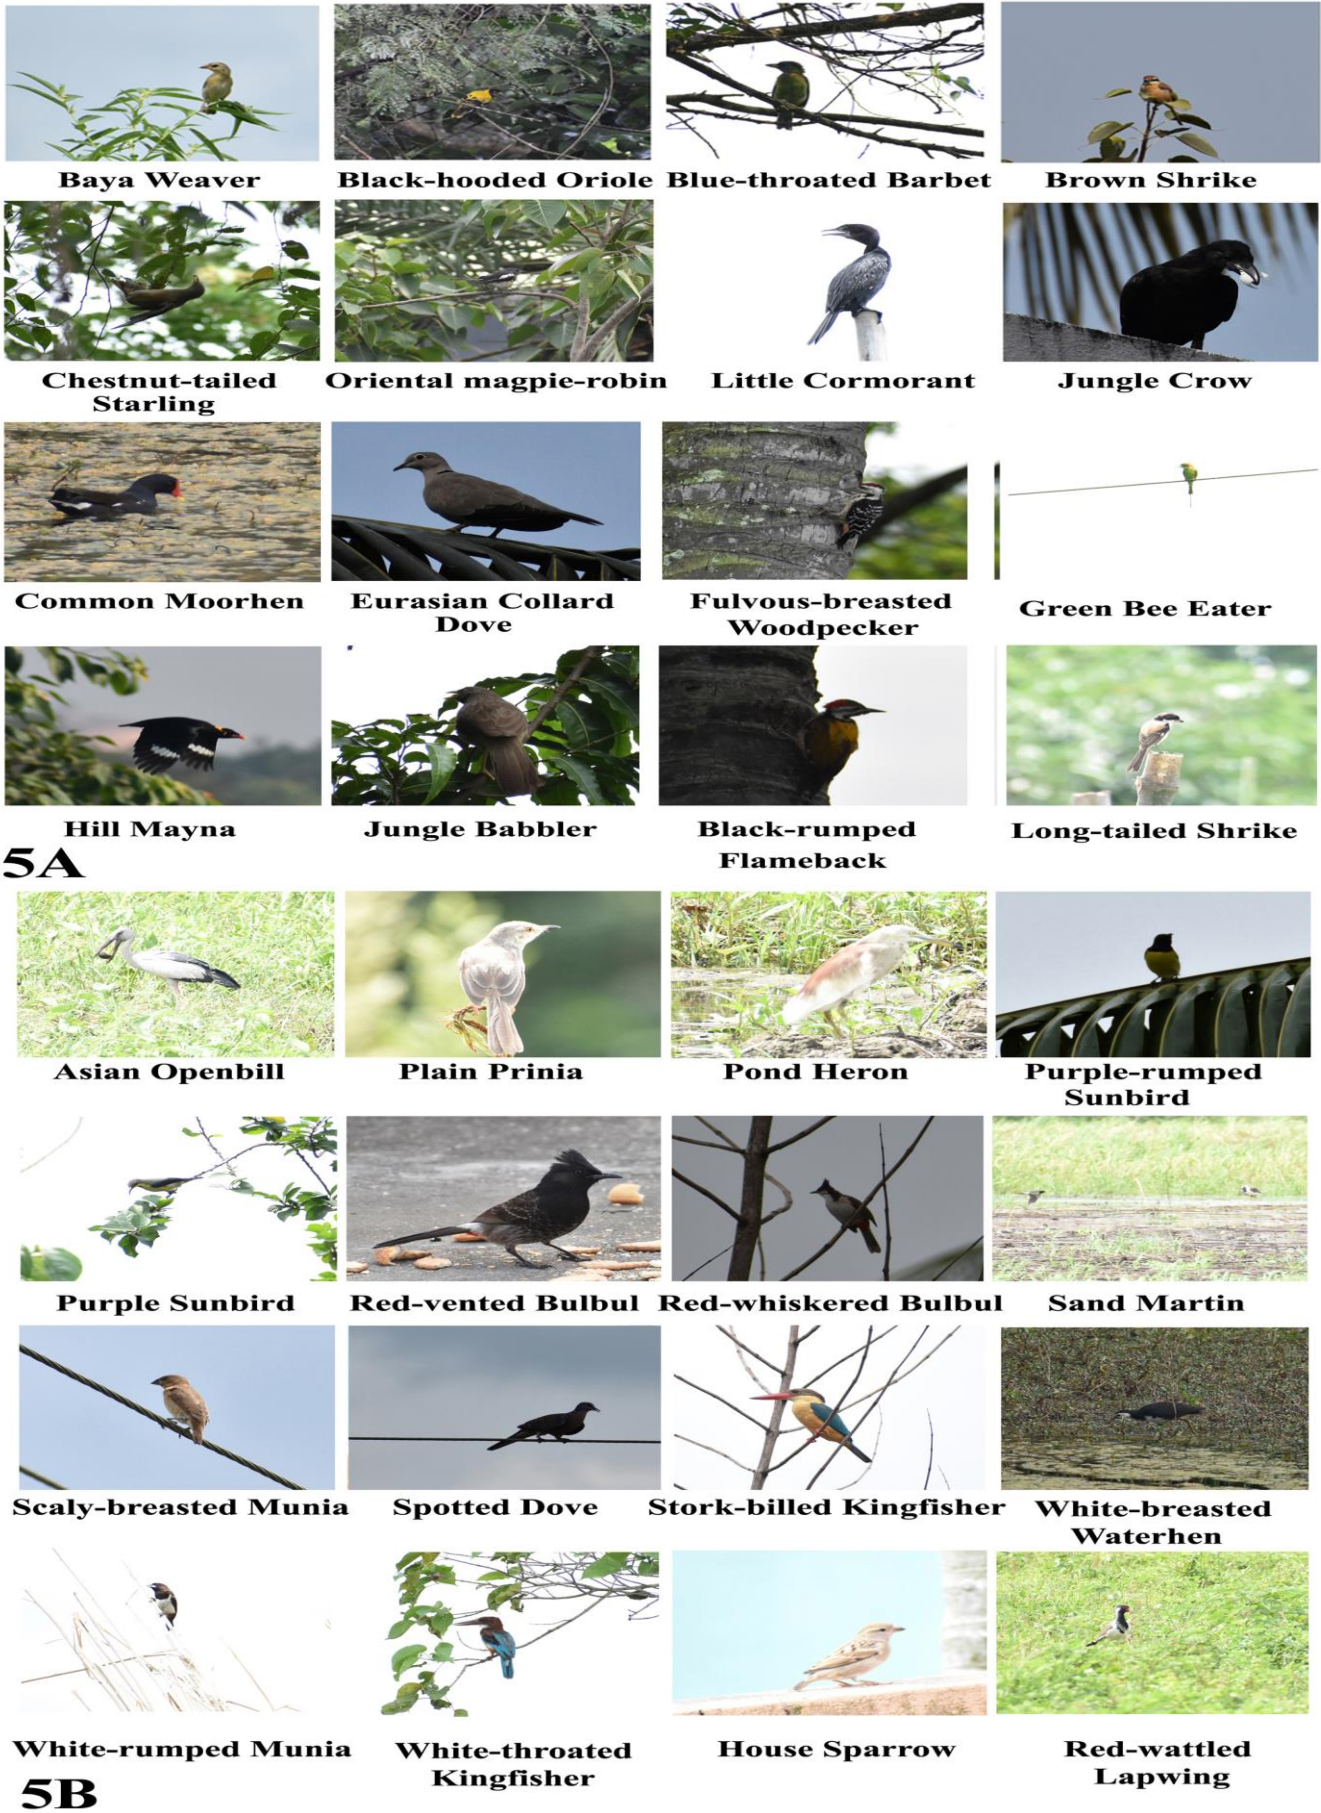 Baya Weaver
Black-hooded Oriole
Blue-throated Barbet
Brown Shrike
Chestnut-tailed
Starling
Oriental magpie-robin
Little Cormorant
Jungle Crow
Common Moorhen
Eurasian Collard
Dove
Fulvous-breasted
Woodpecker
Green Bee Eater
Hill Mayna
Jungle Babbler
Black-rumped
Flameback
Long-tailed Shrike
5A
Asian Openbill
Plain Prinia
Pond Heron
Purple-rumped
Sunbird
Purple Sunbird
Red-vented Bulbul
Red-whiskered Bulbul
Sand Martin
Scaly-breasted Munia
Spotted Dove
Stork-billed Kingfisher
White-breasted
Waterhen
White-rumped Munia
White-throated
Kingfisher
House Sparrow
Red-wattled
Lapwing
5B